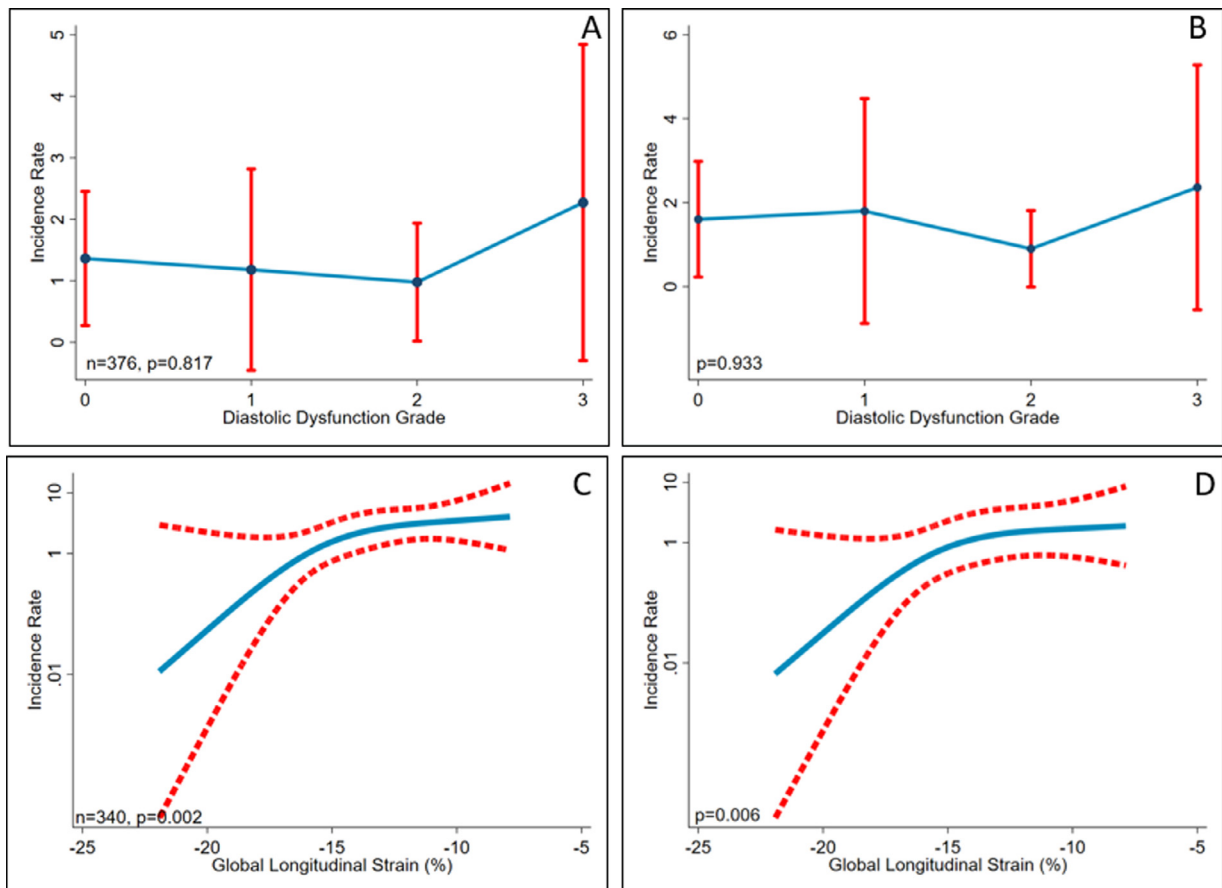 A
5
4
3
2
1
0
Incidence Rate
n=376, p=0.817
0 1 2 3
Diastolic Dysfunction Grade
B
6
4
2
0
Incidence Rate
p=0.933
0 1 2 3
Diastolic Dysfunction Grade
C
10
1
.01
Incidence Rate
n=340, p=0.002
-25 -20 -15 -10 -5
Global Longitudinal Strain (%)
D
10
1
.01
Incidence Rate
p=0.006
-25 -20 -15 -10 -5
Global Longitudinal Strain (%)